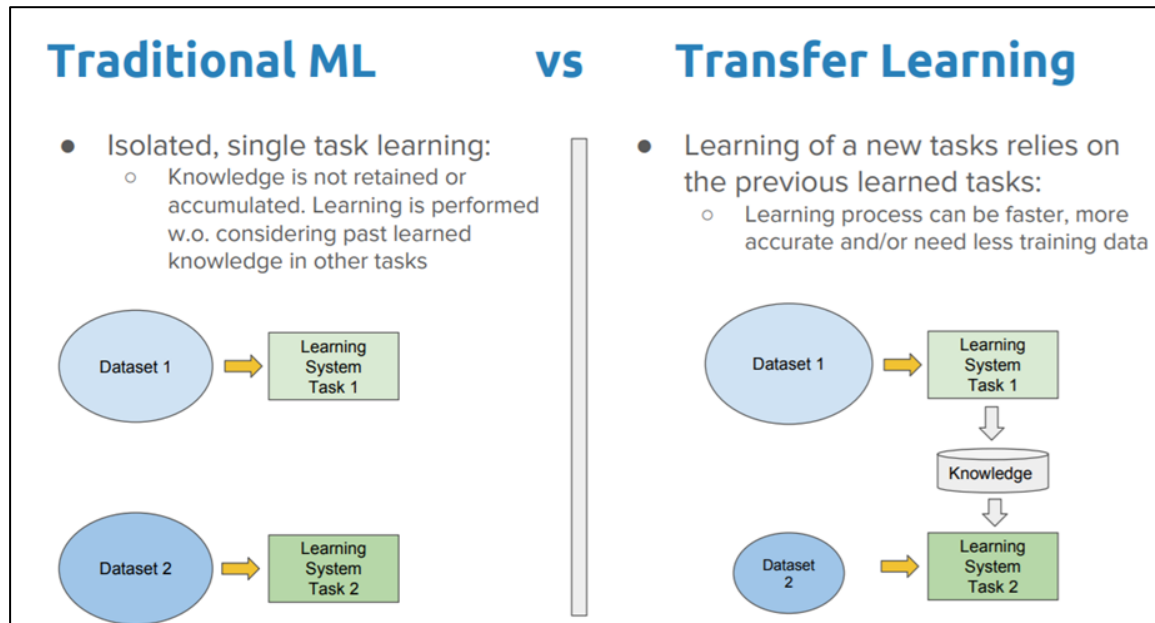 Traditional ML vs Transfer Learning
● Isolated, single task learning:
○ Knowledge is not retained or
accumulated. Learning is performed
w.o. considering past learned
knowledge in other tasks
Dataset 1
Learning
System
Task 1
Dataset 2
Learning
System
Task 2
● Learning of a new tasks relies on
the previous learned tasks:
○ Learning process can be faster, more
accurate and/or need less training data
Dataset 1
Learning
System
Task 1
Knowledge
Dataset
2
Learning
System
Task 2